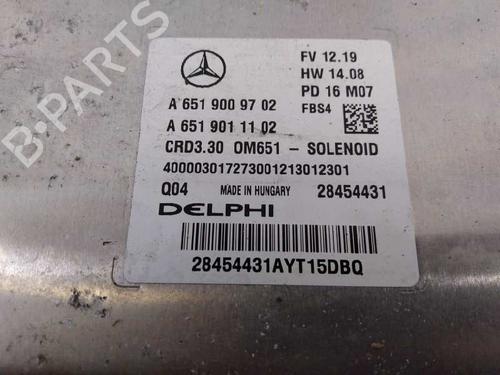 FV 12.19
HW 14.08
PD 16 M07
FBS4
A 651 900 97 02
A 651 901 11 02
CRD3.30 OM651 - SOLENOID
400003017273001213012301
Q04 MADE IN HUNGARY 28454431
DELPHI
28454431AYT15DBQ
B-PARTS